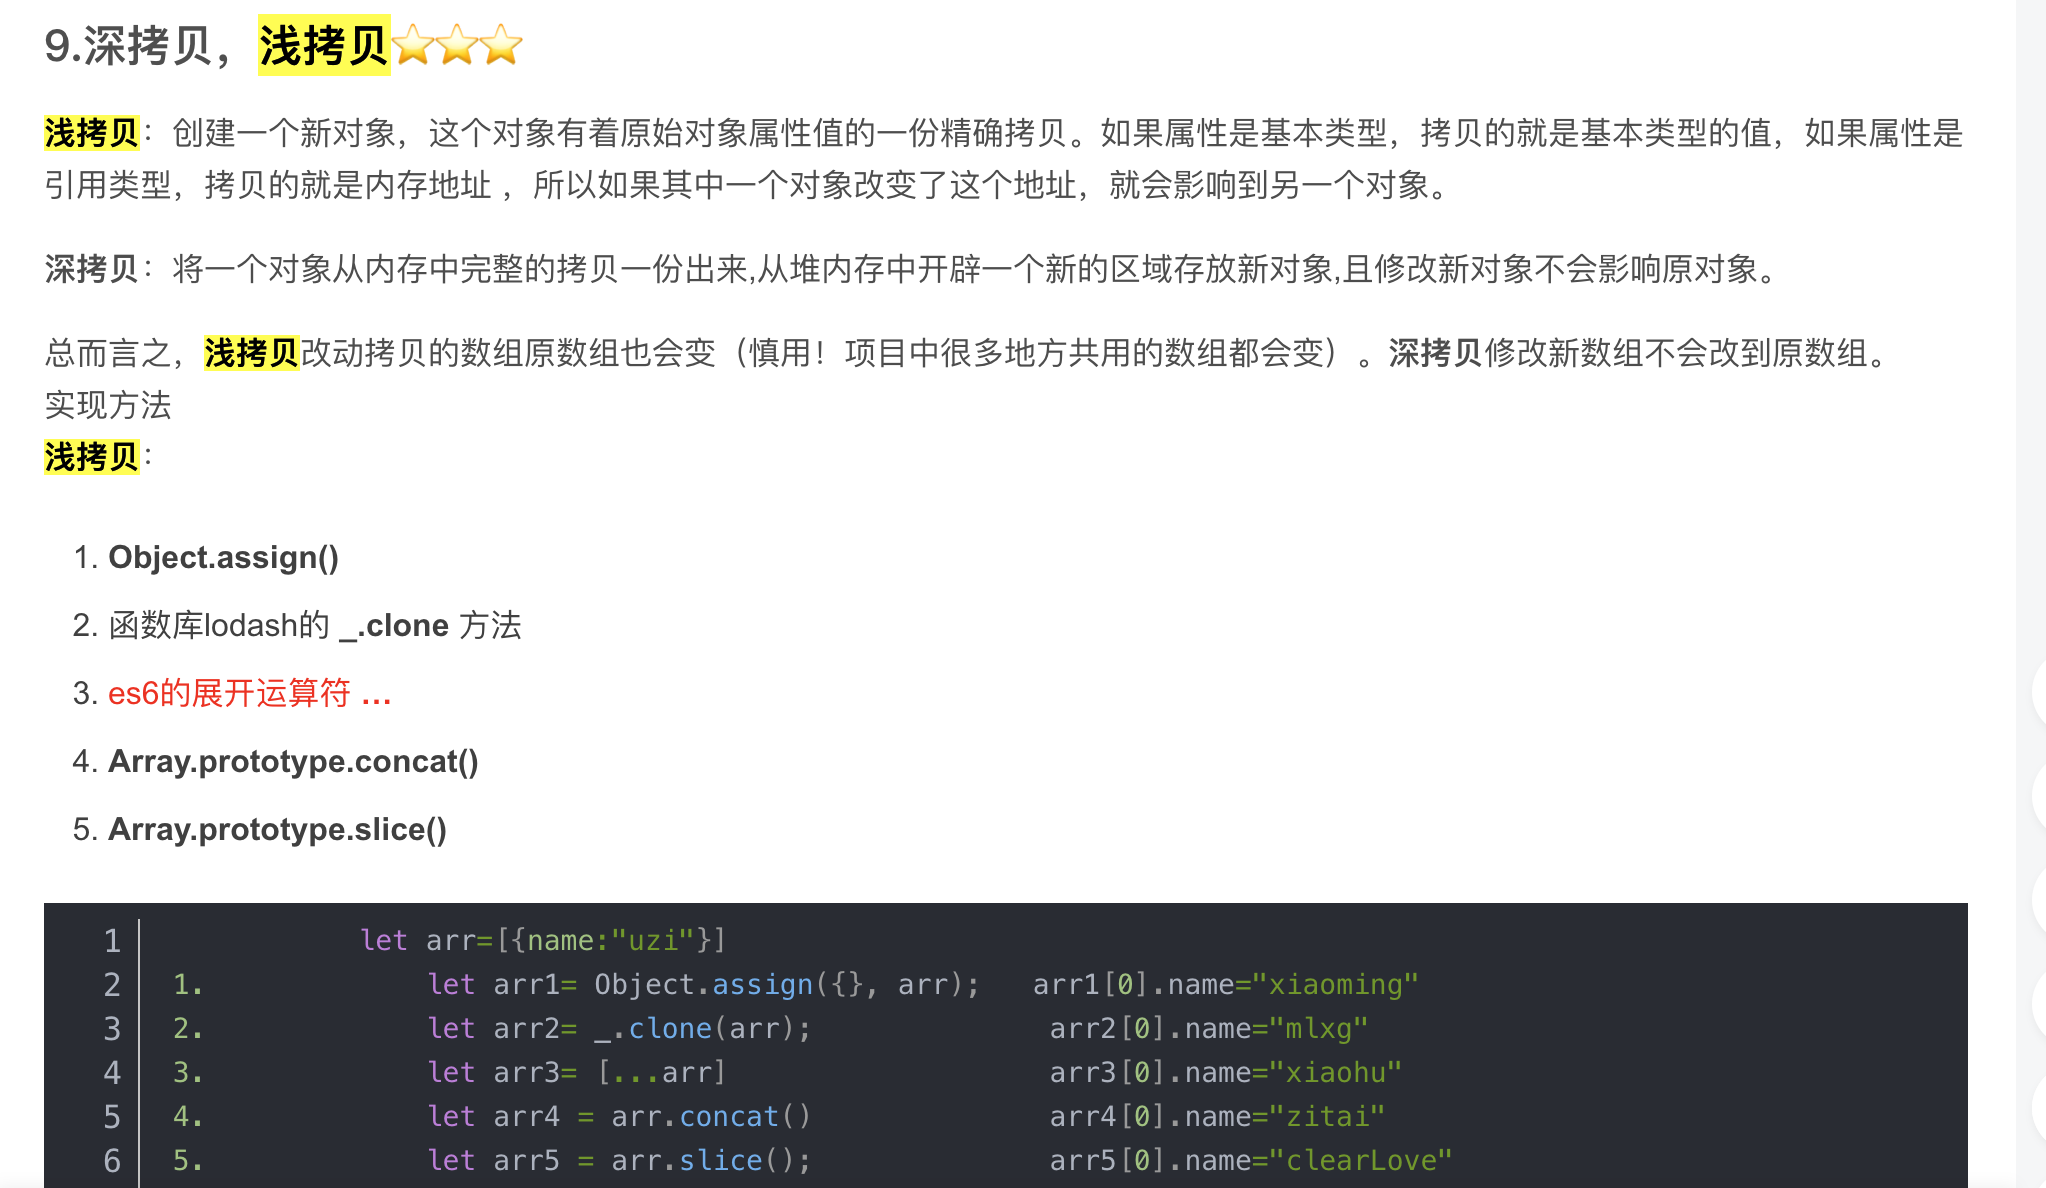 9.深拷贝，浅拷贝⭐⭐⭐
浅拷贝：创建一个新对象，这个对象有着原始对象属性值的一份精确拷贝。如果属性是基本类型，拷贝的就是基本类型的值，如果属性是
引用类型，拷贝的就是内存地址 ，所以如果其中一个对象改变了这个地址，就会影响到另一个对象。
深拷贝：将一个对象从内存中完整的拷贝一份出来,从堆内存中开辟一个新的区域存放新对象,且修改新对象不会影响原对象。
总而言之，浅拷贝改动拷贝的数组原数组也会变（慎用！项目中很多地方共用的数组都会变）。深拷贝修改新数组不会改到原数组。
实现方法
浅拷贝：
1. Object.assign()
2. 函数库lodash的 _.clone 方法
3. es6的展开运算符 ...
4. Array.prototype.concat()
5. Array.prototype.slice()
1 let arr=[{name:"uzi"}]
2 1. let arr1= Object.assign({}, arr); arr1[0].name="xiaoming"
3 2. let arr2= _.clone(arr); arr2[0].name="mlxg"
4 3. let arr3= [...arr] arr3[0].name="xiaohu"
5 4. let arr4 = arr.concat() arr4[0].name="zitai"
6 5. let arr5 = arr.slice(); arr5[0].name="clearLove"